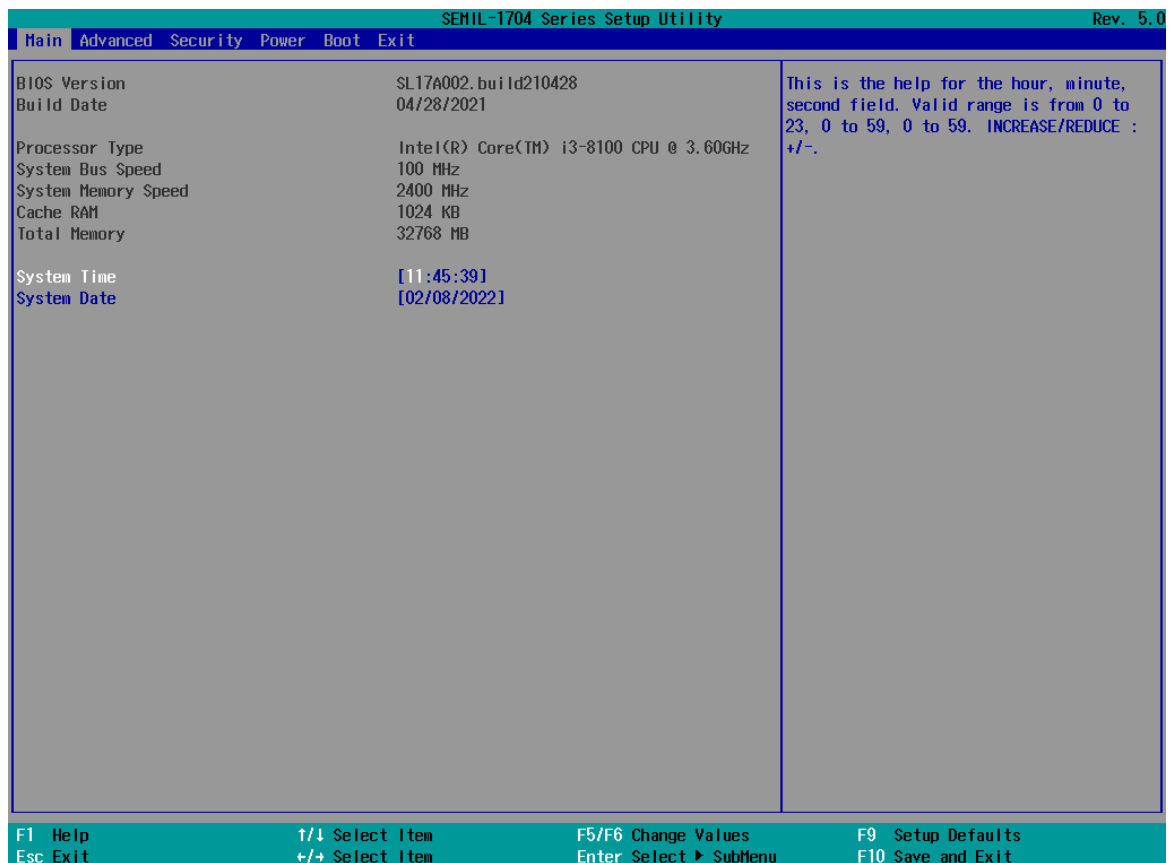 SEMIL-1704 Series Setup Utility Rev. 5.0
Main Advanced Security Power Boot Exit
BIOS Version SL17A002.build210428
Build Date 04/28/2021
Processor Type Intel(R) Core(TM) i3-8100 CPU @ 3.60GHz
System Bus Speed 100 MHz
System Memory Speed 2400 MHz
Cache RAM 1024 KB
Total Memory 32768 MB
System Time [11:45:39]
System Date [02/08/2022]
This is the help for the hour, minute,
second field. Valid range is from 0 to
23, 0 to 59, 0 to 59. INCREASE/REDUCE :
+/-.
F1 Help ↑/↓ Select Item F5/F6 Change Values F9 Setup Defaults
Esc Exit ←/→ Select Item Enter Select ▶ SubMenu F10 Save and Exit